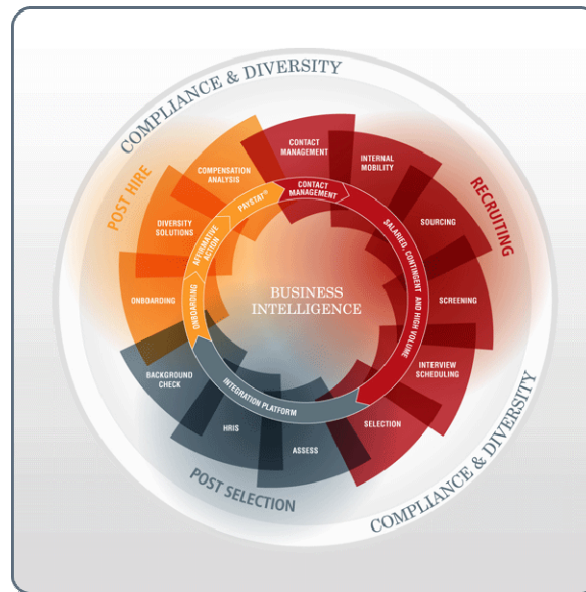 COMPLIANCE & DIVERSITY
POST HIRE
RECRUITING
POST SELECTION
COMPLIANCE & DIVERSITY
CONTACT
MANAGEMENT
INTERNAL
MOBILITY
SOURCING
SCREENING
INTERVIEW
SCHEDULING
SELECTION
ASSESS
HRIS
BACKGROUND
CHECK
ONBOARDING
DIVERSITY
SOLUTIONS
COMPENSATION
ANALYSIS
CONTACT
MANAGEMENT
SALARIED, CONTINGENT AND HIGH VOLUME
INTEGRATION PLATFORM
ONBOARDING
AFFIRMATIVE
ACTION
PAYSTAT®
BUSINESS
INTELLIGENCE